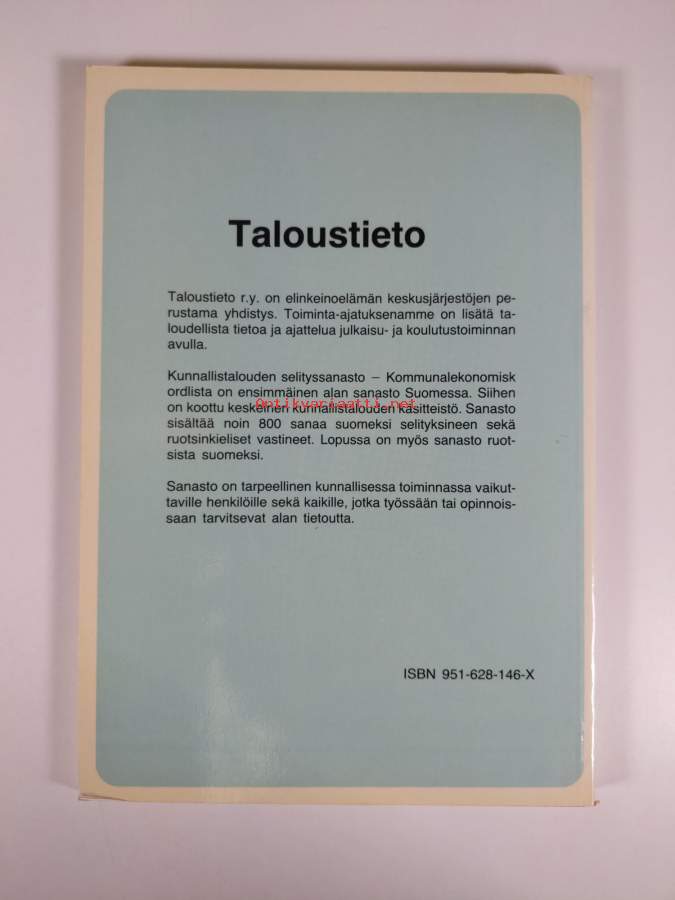 Taloustieto
Taloustieto r.y. on elinkeinoelämän keskusjärjestöjen pe-
rustama yhdistys. Toiminta-ajatuksenamme on lisätä ta-
loudellista tietoa ja ajattelua julkaisu- ja koulutustoiminnan
avulla.
Kunnallistalouden selityssanasto – Kommunalekonomisk
ordlista on ensimmäinen alan sanasto Suomessa. Siihen
on koottu keskeinen kunnallistalouden käsitteistö. Sanasto
Antikvariaatti.net
sisältää noin 800 sanaa suomeksi selityksineen sekä
ruotsinkieliset vastineet. Lopussa on myös sanasto ruot-
sista suomeksi.
Sanasto on tarpeellinen kunnallisessa toiminnassa vaikut-
taville henkilöille sekä kaikille, jotka työssään tai opinnois-
saan tarvitsevat alan tietoutta.
ISBN 951-628-146-X